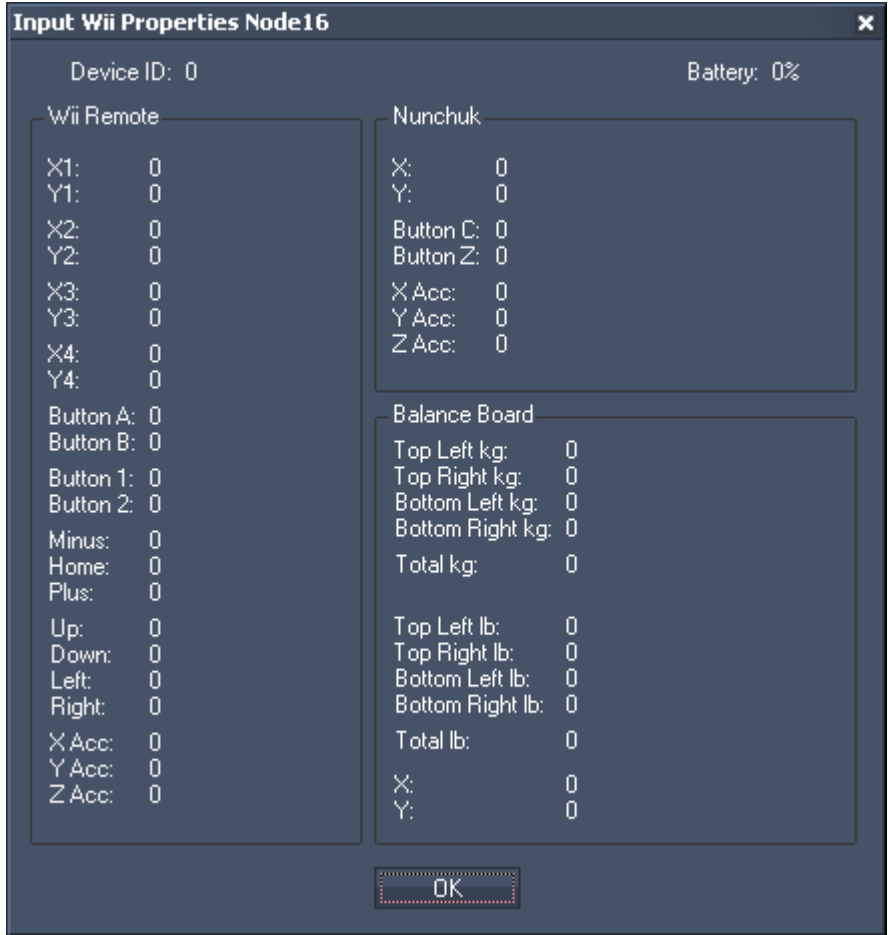 Input Wii Properties Node16
Device ID: 0
Battery: 0%
Wii Remote
X1: 0
Y1: 0
X2: 0
Y2: 0
X3: 0
Y3: 0
X4: 0
Y4: 0
Button A: 0
Button B: 0
Button 1: 0
Button 2: 0
Minus: 0
Home: 0
Plus: 0
Up: 0
Down: 0
Left: 0
Right: 0
X Acc: 0
Y Acc: 0
Z Acc: 0
Nunchuk
X: 0
Y: 0
Button C: 0
Button Z: 0
X Acc: 0
Y Acc: 0
Z Acc: 0
Balance Board
Top Left kg: 0
Top Right kg: 0
Bottom Left kg: 0
Bottom Right kg: 0
Total kg: 0
Top Left lb: 0
Top Right lb: 0
Bottom Left lb: 0
Bottom Right lb: 0
Total lb: 0
X: 0
Y: 0
OK